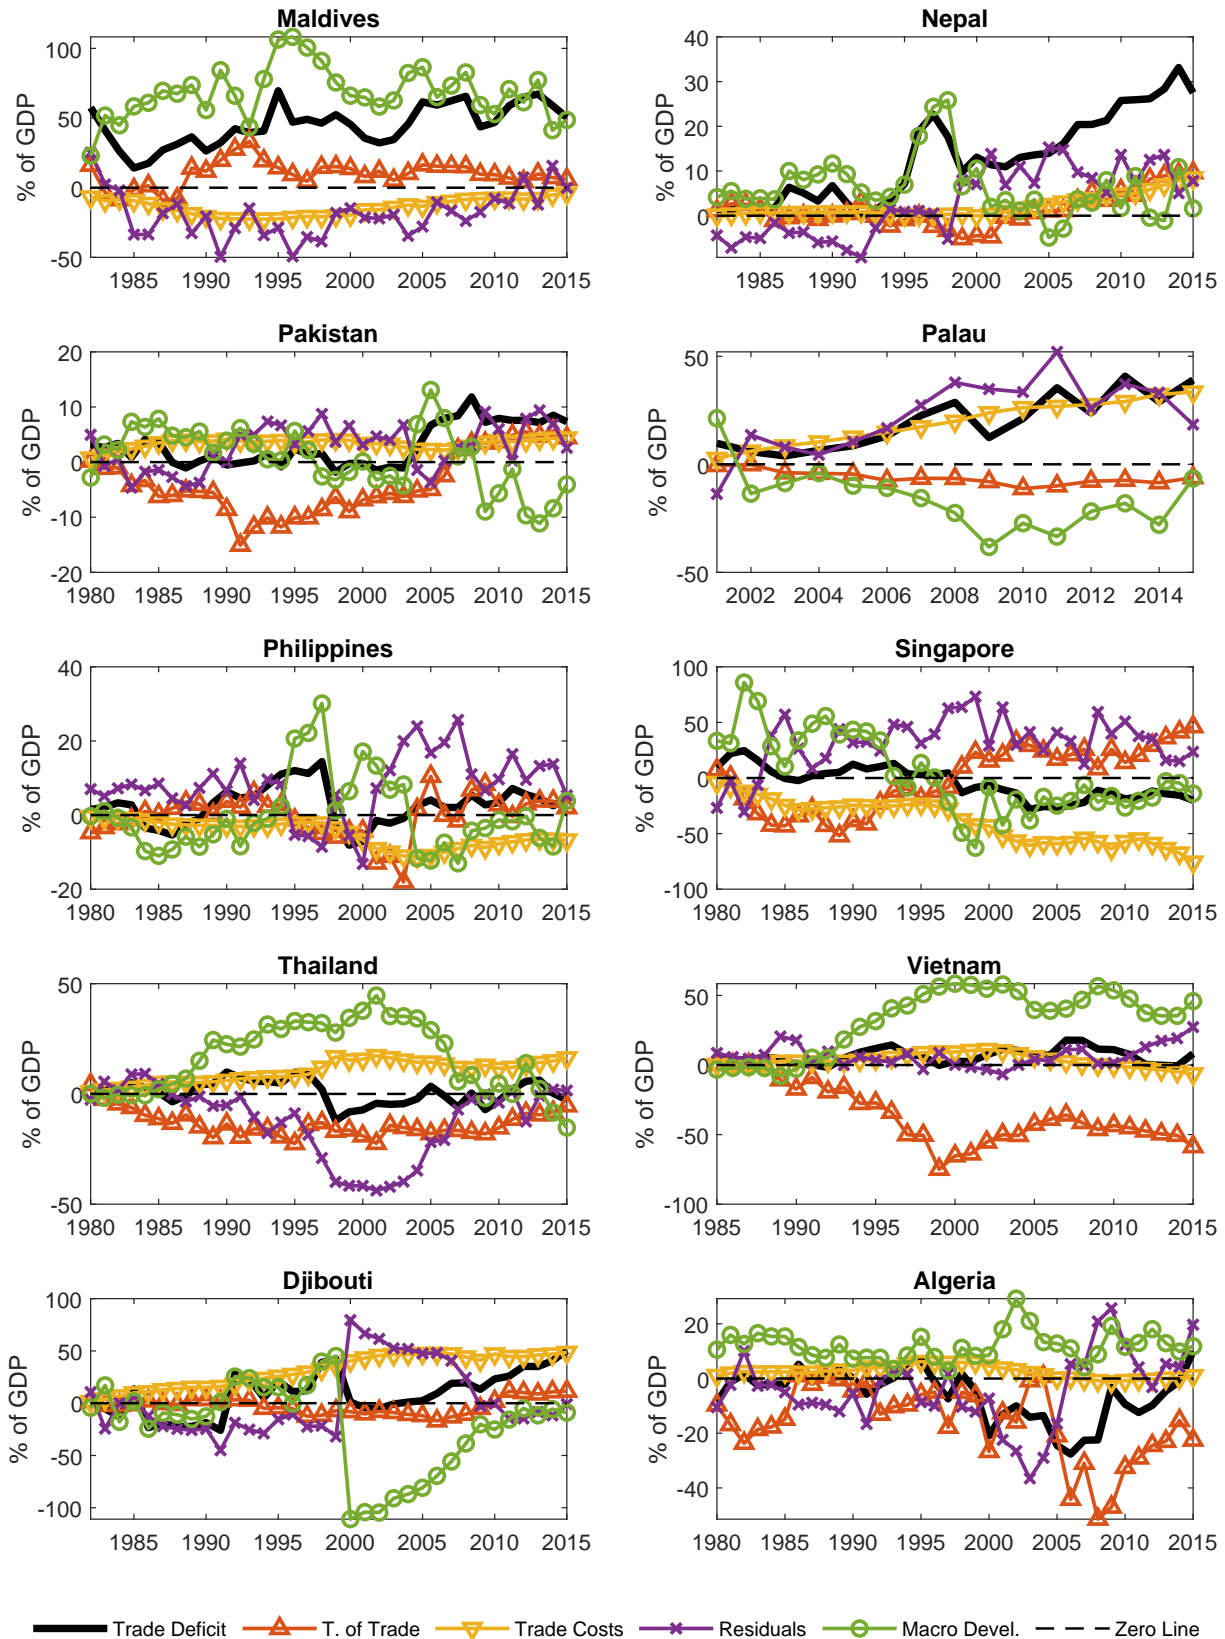 Maldives
Nepal
% of GDP
100
50
0
-50
1985 1990 1995 2000 2005 2010 2015
% of GDP
40
30
20
10
0
1985 1990 1995 2000 2005 2010 2015
Pakistan
Palau
% of GDP
20
10
0
-10
-20
1980 1985 1990 1995 2000 2005 2010 2015
% of GDP
50
0
-50
2002 2004 2006 2008 2010 2012 2014
Philippines
Singapore
% of GDP
40
20
0
-20
1980 1985 1990 1995 2000 2005 2010 2015
% of GDP
100
50
0
-50
-100
1980 1985 1990 1995 2000 2005 2010 2015
Thailand
Vietnam
% of GDP
50
0
-50
1980 1985 1990 1995 2000 2005 2010 2015
% of GDP
50
0
-50
-100
1985 1990 1995 2000 2005 2010 2015
Djibouti
Algeria
% of GDP
100
50
0
-50
-100
1985 1990 1995 2000 2005 2010 2015
% of GDP
20
0
-20
-40
1980 1985 1990 1995 2000 2005 2010 2015
Trade Deficit T. of Trade Trade Costs Residuals Macro Devel. Zero Line